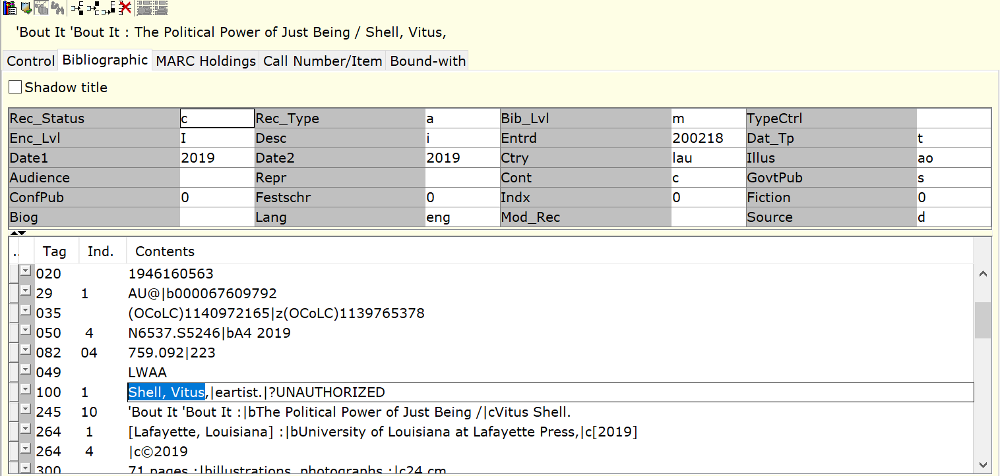 'Bout It 'Bout It : The Political Power of Just Being / Shell, Vitus,
Control Bibliographic MARC Holdings Call Number/Item Bound-with
Shadow title
Rec_Status c Rec_Type a Bib_Lvl m TypeCtrl
Enc_Lvl I Desc i Entrd 200218 Dat_Tp t
Date1 2019 Date2 2019 Ctry lau Illus ao
Audience Repr Cont c GovtPub s
ConfPub 0 Festschr 0 Indx 0 Fiction 0
Biog Lang eng Mod_Rec Source d
.. Tag Ind. Contents
020 1946160563
29 1 AU@|b000067609792
035 (OCoLC)1140972165|z(OCoLC)1139765378
050 4 N6537.S5246|bA4 2019
082 04 759.092|223
049 LWAA
100 1 Shell, Vitus,|eartist.|?UNAUTHORIZED
245 10 'Bout It 'Bout It :|bThe Political Power of Just Being /|cVitus Shell.
264 1 [Lafayette, Louisiana] :|bUniversity of Louisiana at Lafayette Press,|c[2019]
264 4 |c©2019
300 71 pages :|billustrations, photographs ;|c24 cm